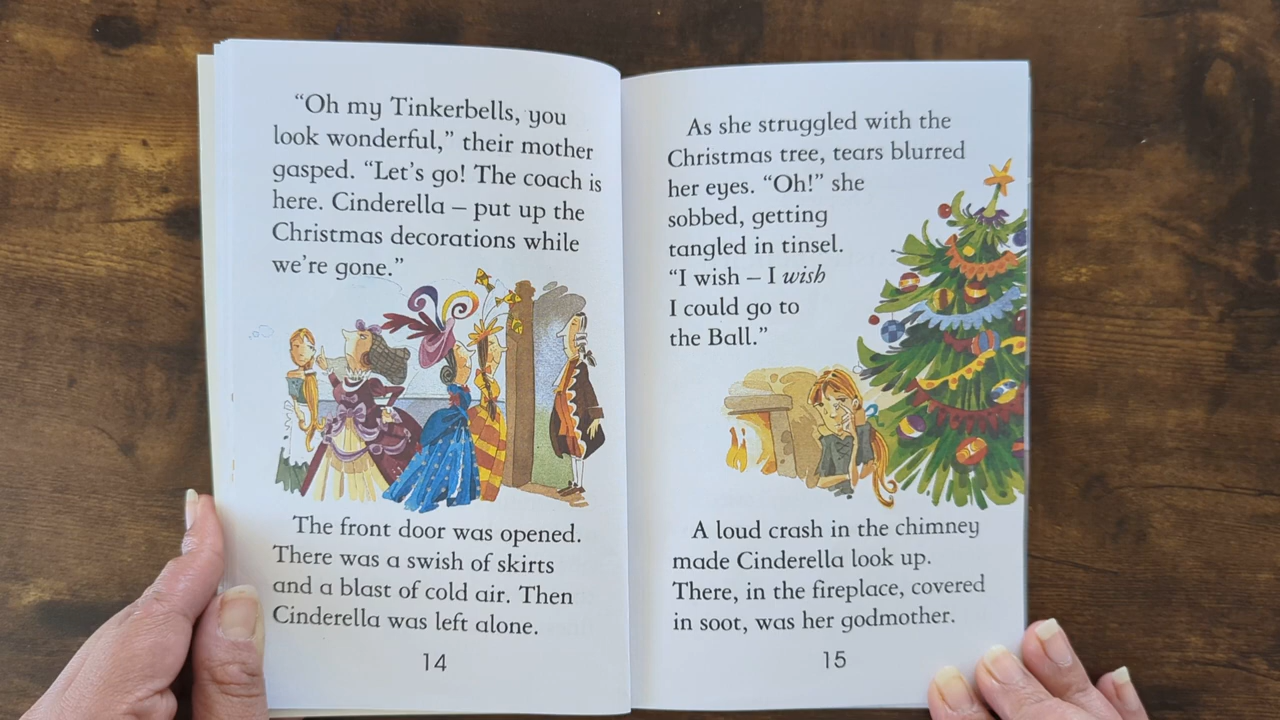 “Oh my Tinkerbells, you
look wonderful,” their mother
gasped. “Let’s go! The coach is
here. Cinderella – put up the
Christmas decorations while
we’re gone.”
The front door was opened.
There was a swish of skirts
and a blast of cold air. Then
Cinderella was left alone.
14
As she struggled with the
Christmas tree, tears blurred
her eyes. “Oh!” she
sobbed, getting
tangled in tinsel.
“I wish – I wish
I could go to
the Ball.”
A loud crash in the chimney
made Cinderella look up.
There, in the fireplace, covered
in soot, was her godmother.
15